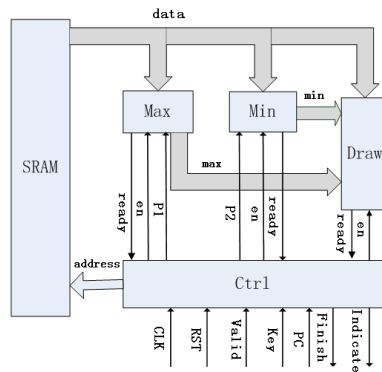 data
SRAM
Max
Min
min
Draw
max
ready
en
P1
P2
en
ready
ready
en
address
Ctrl
CLK
RST
Valid
Key
PC
Finish
Indicate